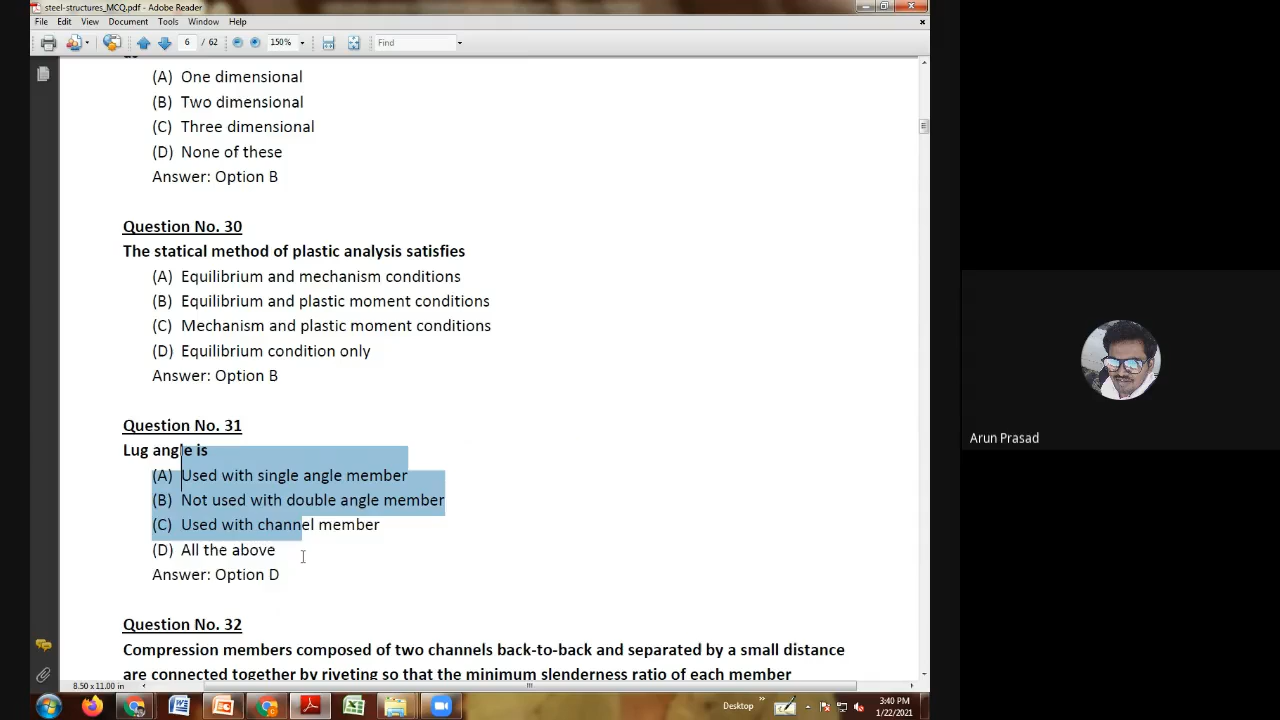 steel-structures_MCQ.pdf - Adobe Reader
File Edit View Document Tools Window Help
6 / 62 150% Find
(A) One dimensional
(B) Two dimensional
(C) Three dimensional
(D) None of these
Answer: Option B
Question No. 30
The statical method of plastic analysis satisfies
(A) Equilibrium and mechanism conditions
(B) Equilibrium and plastic moment conditions
(C) Mechanism and plastic moment conditions
(D) Equilibrium condition only
Answer: Option B
Question No. 31
Lug angle is
(A) Used with single angle member
(B) Not used with double angle member
(C) Used with channel member
(D) All the above
Answer: Option D
Question No. 32
Compression members composed of two channels back-to-back and separated by a small distance
are connected together by riveting so that the minimum slenderness ratio of each member
8.50 x 11.00 in
Desktop
3:40 PM
1/22/2021
Arun Prasad